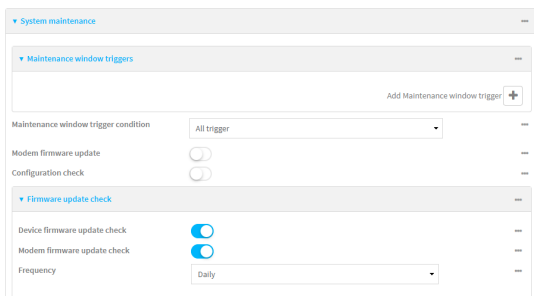 System maintenance
Maintenance window triggers
Add Maintenance window trigger
Maintenance window trigger condition All trigger
Modem firmware update
Configuration check
Firmware update check
Device firmware update check
Modem firmware update check
Frequency Daily